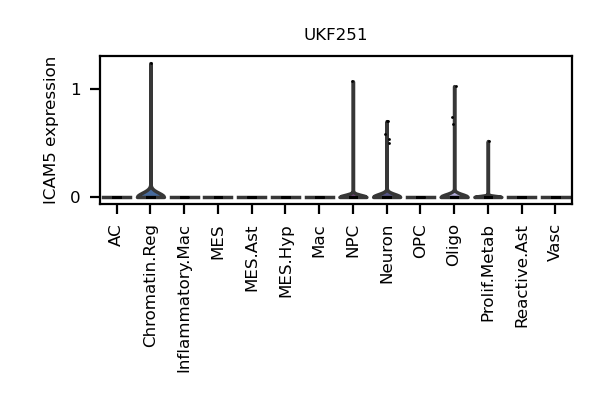 UKF251
ICAM5 expression
1
0
AC
Chromatin.Reg
Inflammatory.Mac
MES
MES.Ast
MES.Hyp
Mac
NPC
Neuron
OPC
Oligo
Prolif.Metab
Reactive.Ast
Vasc